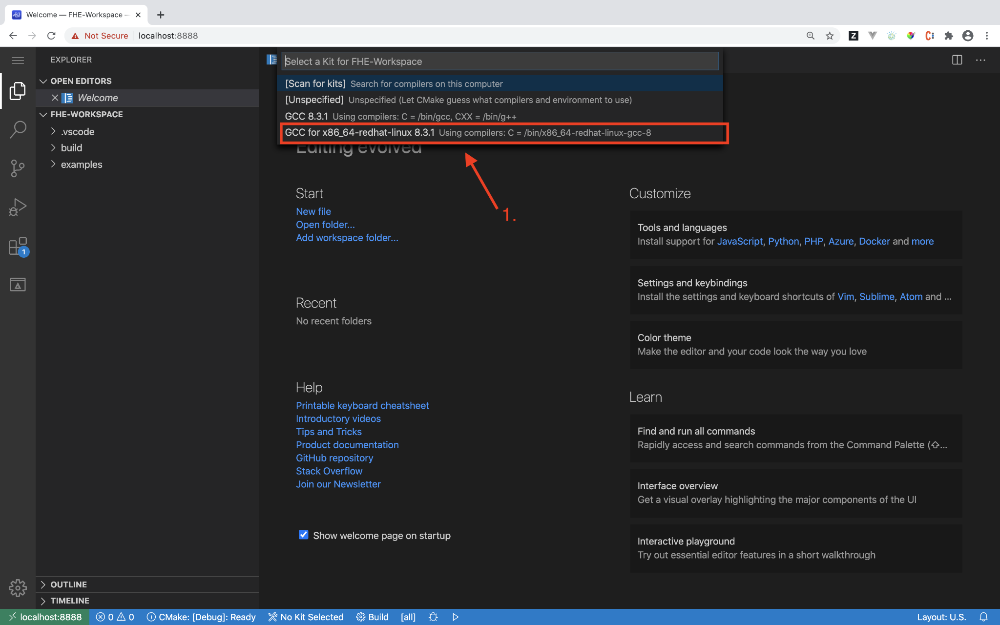 Welcome — FHE-Workspace —
Not Secure
localhost:8888
EXPLORER
OPEN EDITORS
Welcome
FHE-WORKSPACE
.vscode
build
examples
1
OUTLINE
TIMELINE
Select a Kit for FHE-Workspace
[Scan for kits] Search for compilers on this computer
[Unspecified] Unspecified (Let CMake guess what compilers and environment to use)
GCC 8.3.1 Using compilers: C = /bin/gcc, CXX = /bin/g++
GCC for x86_64-redhat-linux 8.3.1 Using compilers: C = /bin/x86_64-redhat-linux-gcc-8
Editing evolved
1.
Start
New file
Open folder...
Add workspace folder...
Recent
No recent folders
Help
Printable keyboard cheatsheet
Introductory videos
Tips and Tricks
Product documentation
GitHub repository
Stack Overflow
Join our Newsletter
Show welcome page on startup
Customize
Tools and languages
Install support for JavaScript, Python, PHP, Azure, Docker and more
Settings and keybindings
Install the settings and keyboard shortcuts of Vim, Sublime, Atom and ...
Color theme
Make the editor and your code look the way you love
Learn
Find and run all commands
Rapidly access and search commands from the Command Palette (⇧...
Interface overview
Get a visual overlay highlighting the major components of the UI
Interactive playground
Try out essential editor features in a short walkthrough
localhost:8888
0 0
CMake: [Debug]: Ready
No Kit Selected
Build
[all]
Layout: U.S.